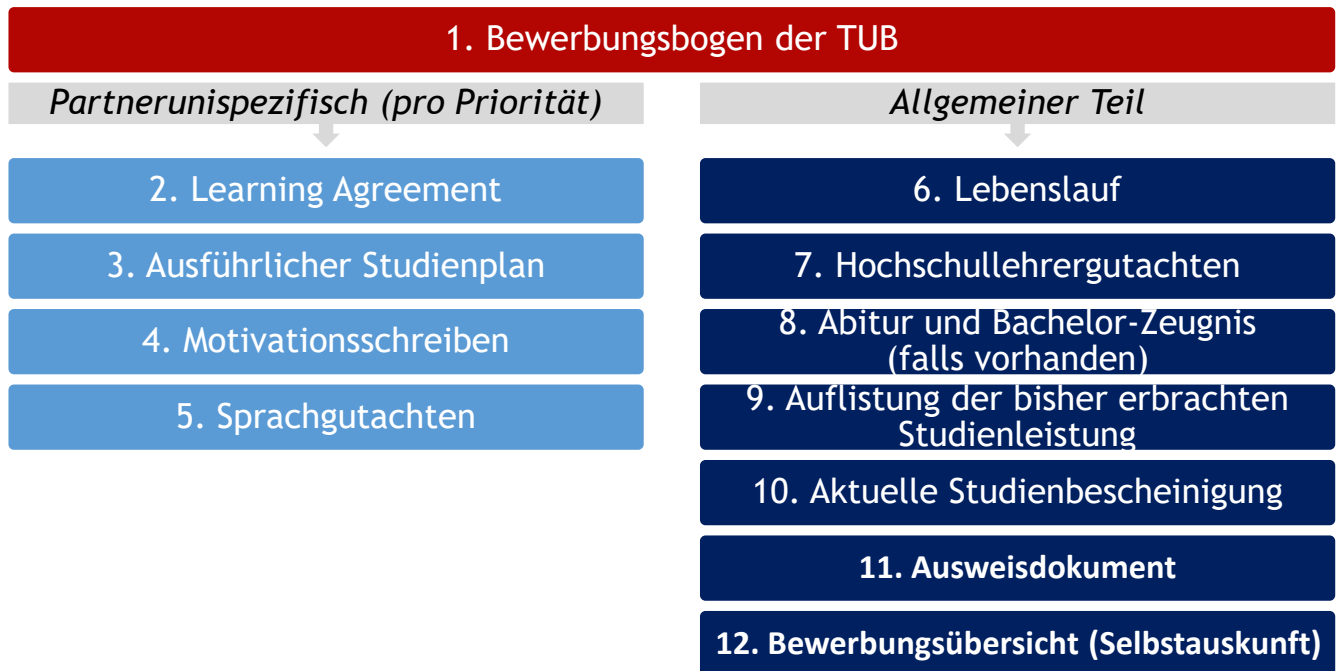 1. Bewerbungsbogen der TUB
Partnerunispezifisch (pro Priorität)
2. Learning Agreement
3. Ausführlicher Studienplan
4. Motivationsschreiben
5. Sprachgutachten
Allgemeiner Teil
6. Lebenslauf
7. Hochschullehrergutachten
8. Abitur und Bachelor-Zeugnis
(falls vorhanden)
9. Auflistung der bisher erbrachten
Studienleistung
10. Aktuelle Studienbescheinigung
11. Ausweisdokument
12. Bewerbungsübersicht (Selbstauskunft)